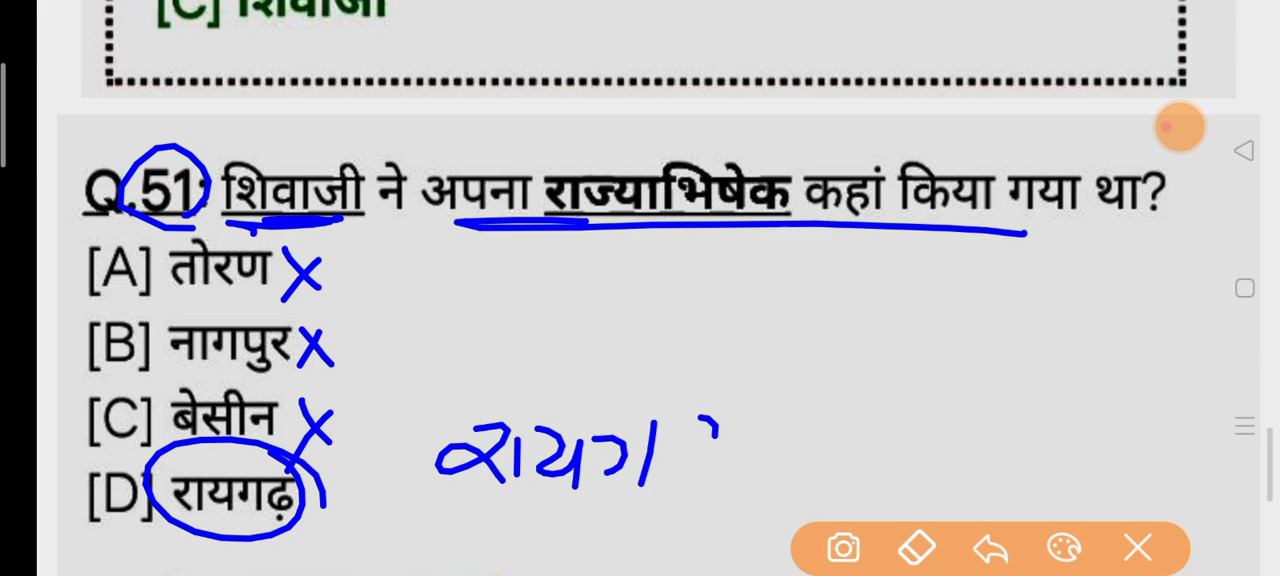 [C] शिवाजी
Q.51: शिवाजी ने अपना राज्याभिषेक कहां किया गया था?
[A] तोरण
[B] नागपुर
[C] बेसीन
[D] रायगढ़